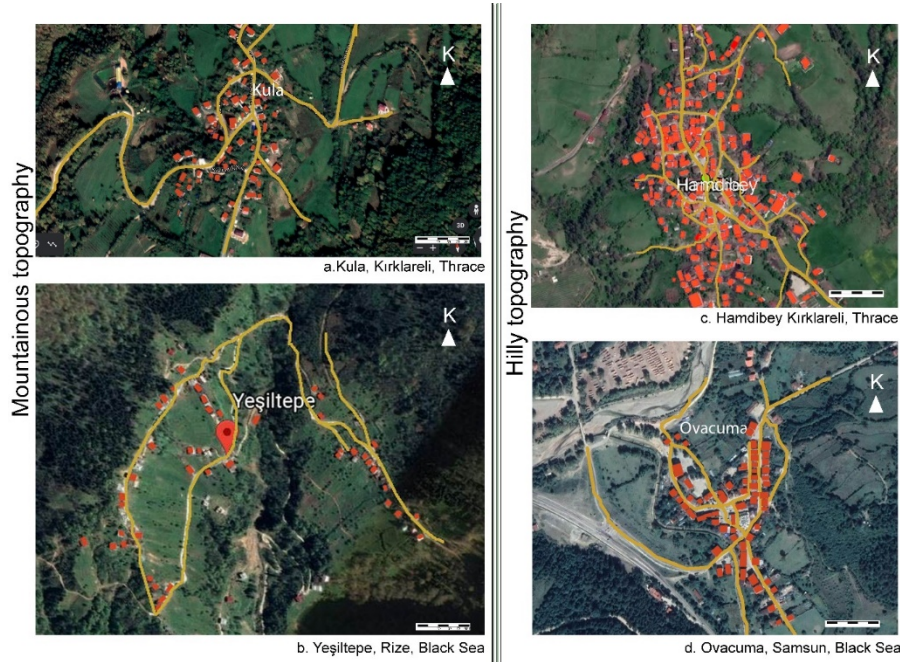 Mountainous topography
K
Kula
3D
a.Kula, Kırklareli, Thrace
K
Yeşiltepe
b. Yeşiltepe, Rize, Black Sea
Hilly topography
K
Hamdibey
c. Hamdibey Kırklareli, Thrace
K
Ovacuma
d. Ovacuma, Samsun, Black Sea